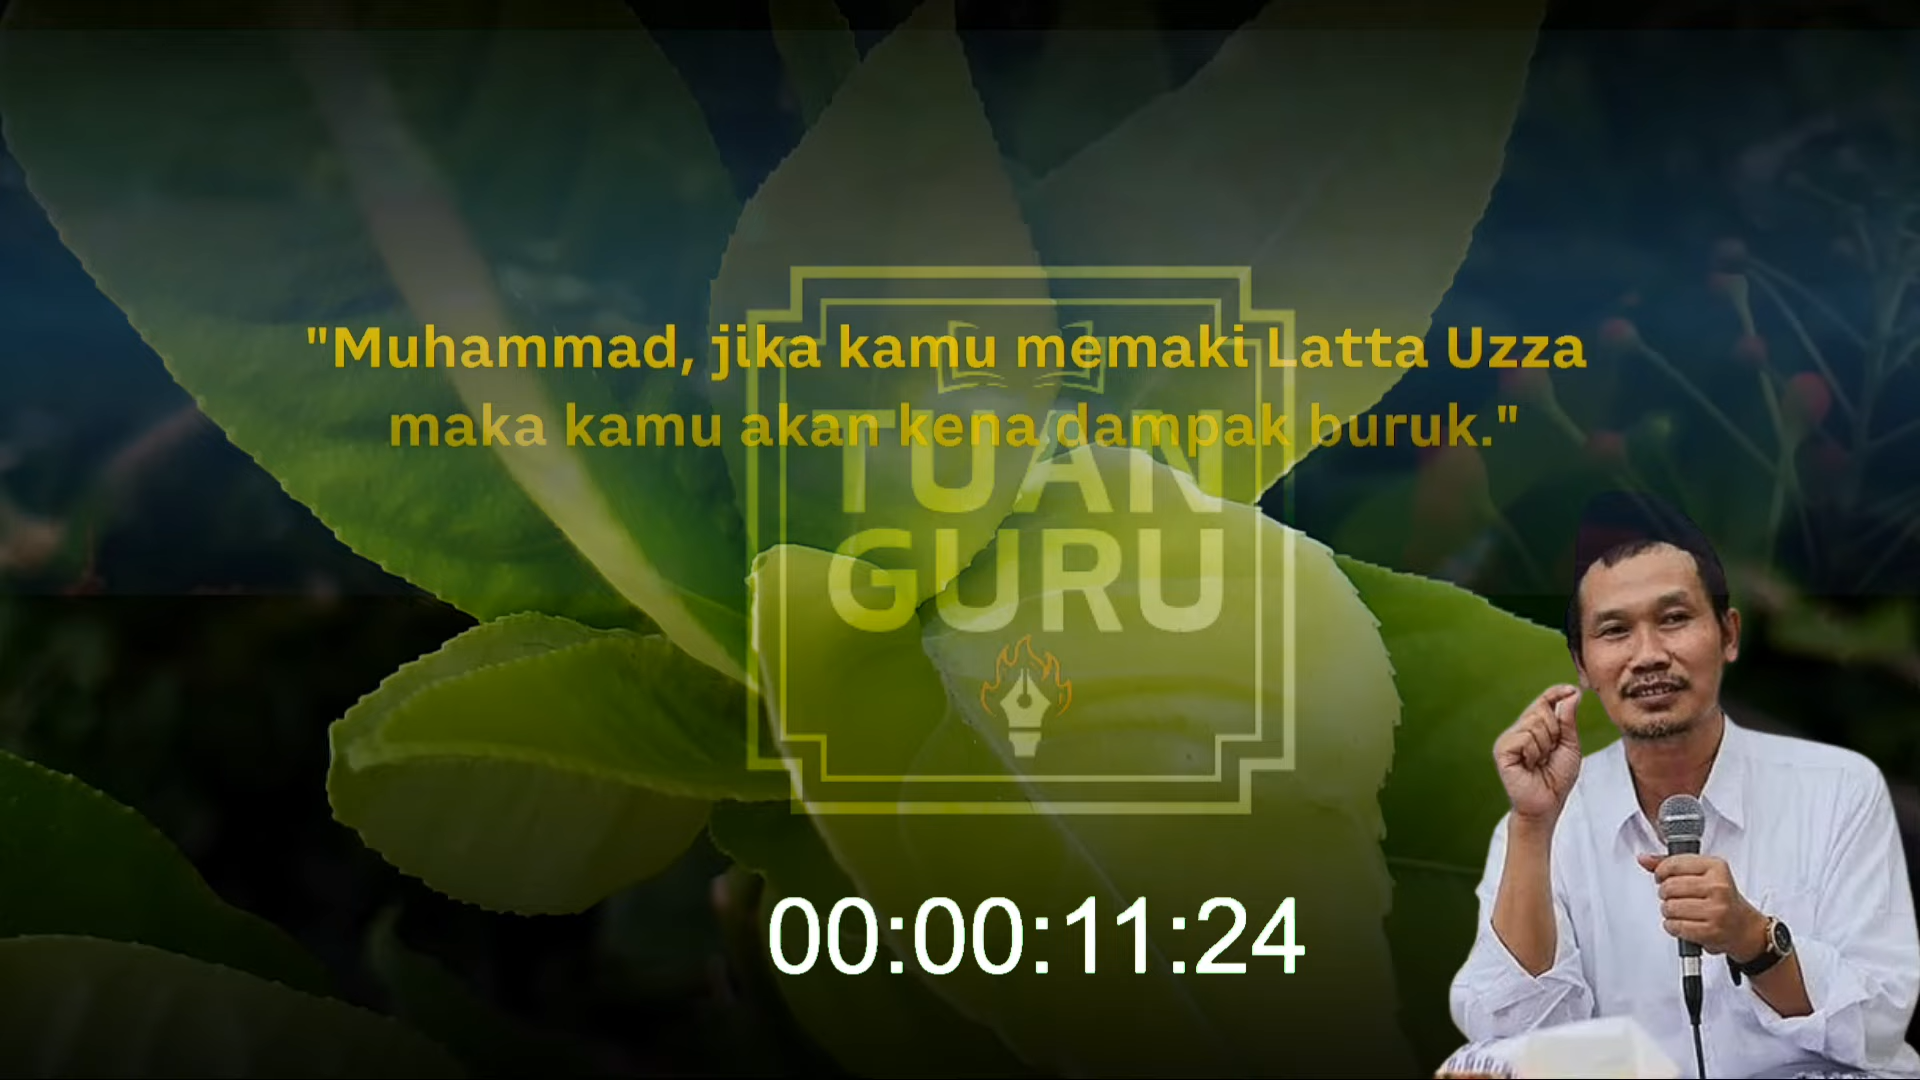 "Muhammad, jika kamu memaki Latta Uzza
maka kamu akan kena dampak buruk."
TUAN
GURU
00:00:11:24